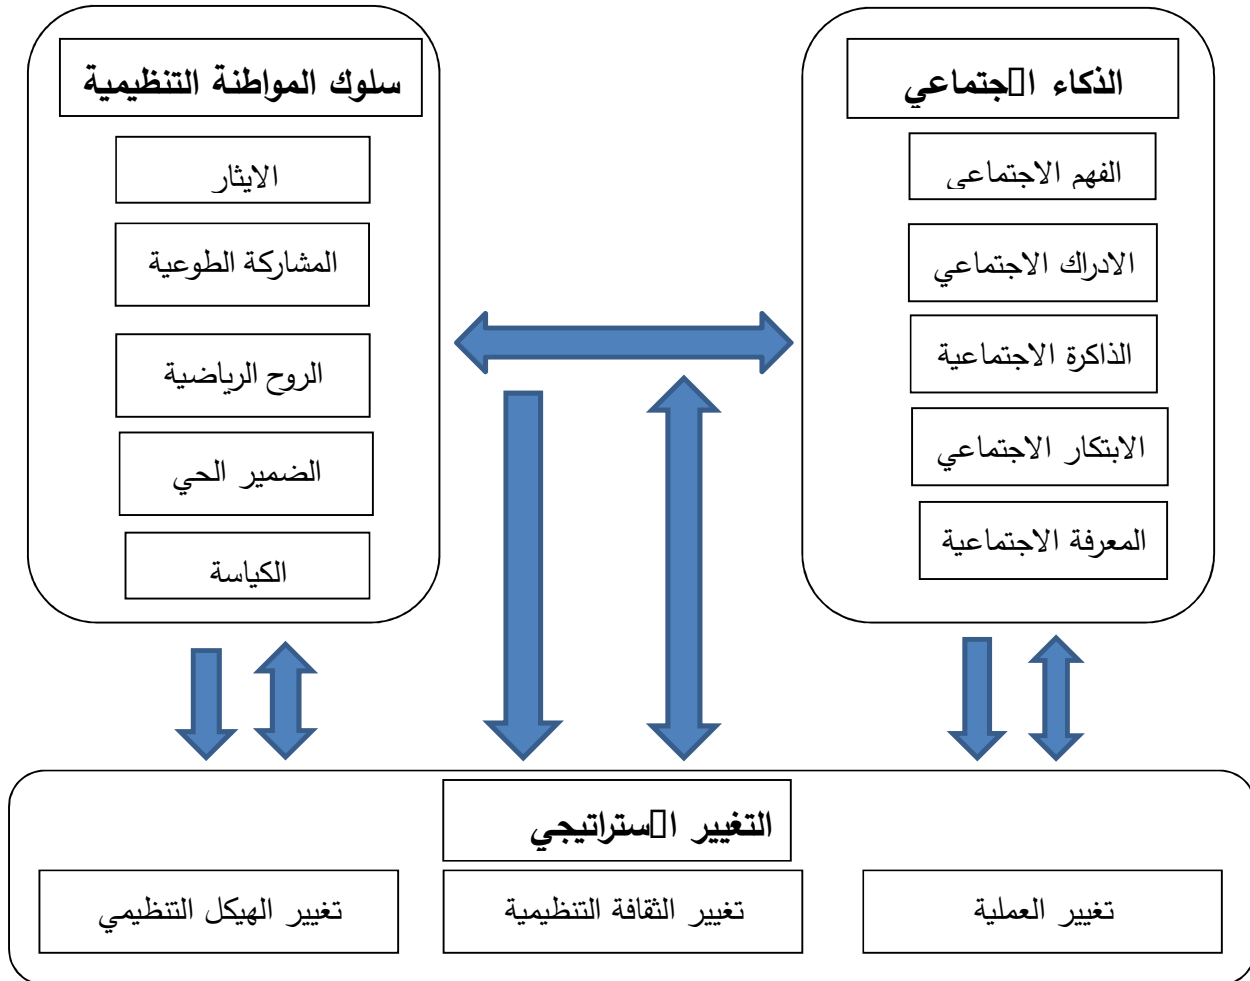 الذكاء ا▯جتماعي
الفهم الاجتماعي
الادراك الاجتماعي
الذاكرة الاجتماعية
الابتكار الاجتماعي
المعرفة الاجتماعية
سلوك المواطنة التنظيمية
الايثار
المشاركة الطوعية
الروح الرياضية
الضمير الحي
الكياسة
التغيير ا▯ستراتيجي
تغيير العملية
تغيير الثقافة التنظيمية
تغيير الهيكل التنظيمي